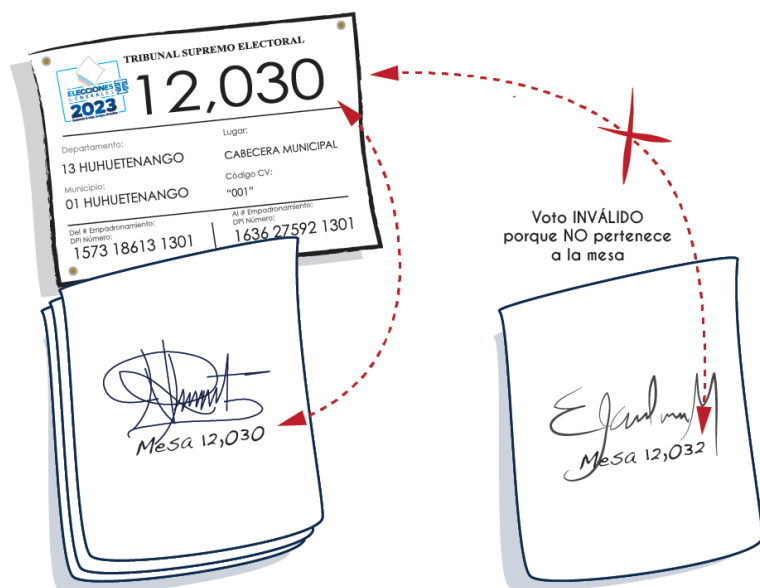 TRIBUNAL SUPREMO ELECTORAL
ELECCIONES
GENERALES
2023
12,030
Departamento:
13 HUHUETENANGO
Lugar:
CABECERA MUNICIPAL
Municipio:
01 HUHUETENANGO
Código CV:
"001"
Del # Empadronamiento:
DPI Número:
1573 18613 1301
Al # Empadronamiento:
DPI Número:
1636 27592 1301
Mesa 12,030
Voto INVÁLIDO
porque NO pertenece
a la mesa
Mesa 12,032